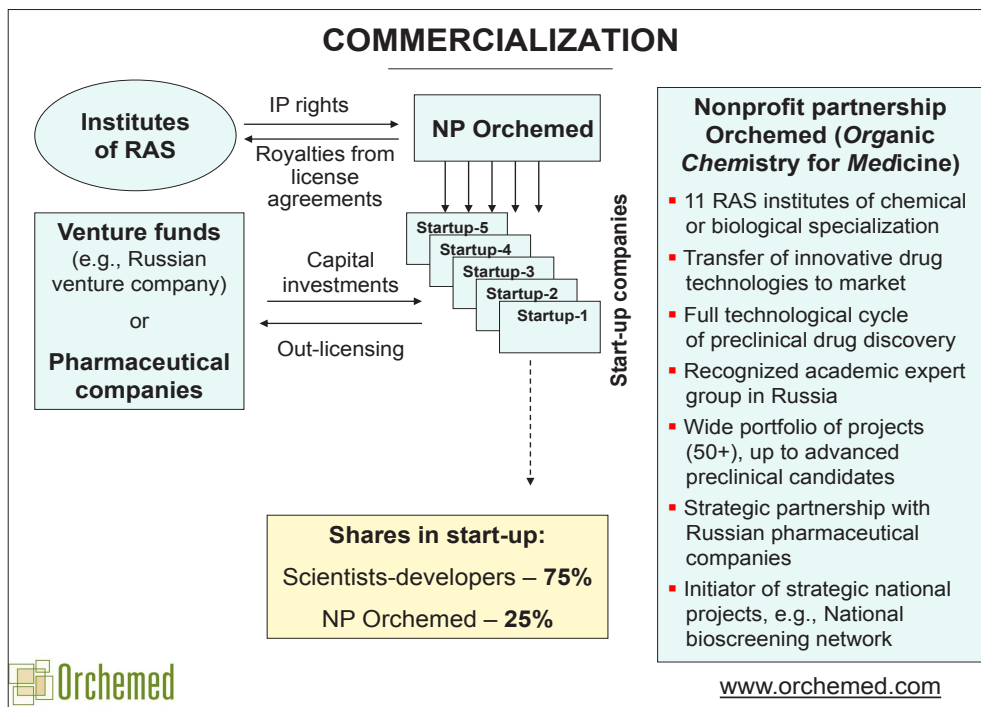 COMMERCIALIZATION
Institutes
of RAS
IP rights
Royalties from
license
agreements
NP Orchemed
Venture funds
(e.g., Russian
venture company)
or
Pharmaceutical
companies
Capital
investments
Out-licensing
Startup-5
Startup-4
Startup-3
Startup-2
Startup-1
Start-up companies
Shares in start-up:
Scientists-developers – 75%
NP Orchemed – 25%
Nonprofit partnership
Orchemed (Organic
Chemistry for Medicine)
▪ 11 RAS institutes of chemical
or biological specialization
▪ Transfer of innovative drug
technologies to market
▪ Full technological cycle
of preclinical drug discovery
▪ Recognized academic expert
group in Russia
▪ Wide portfolio of projects
(50+), up to advanced
preclinical candidates
▪ Strategic partnership with
Russian pharmaceutical
companies
▪ Initiator of strategic national
projects, e.g., National
bioscreening network
Orchemed
www.orchemed.com